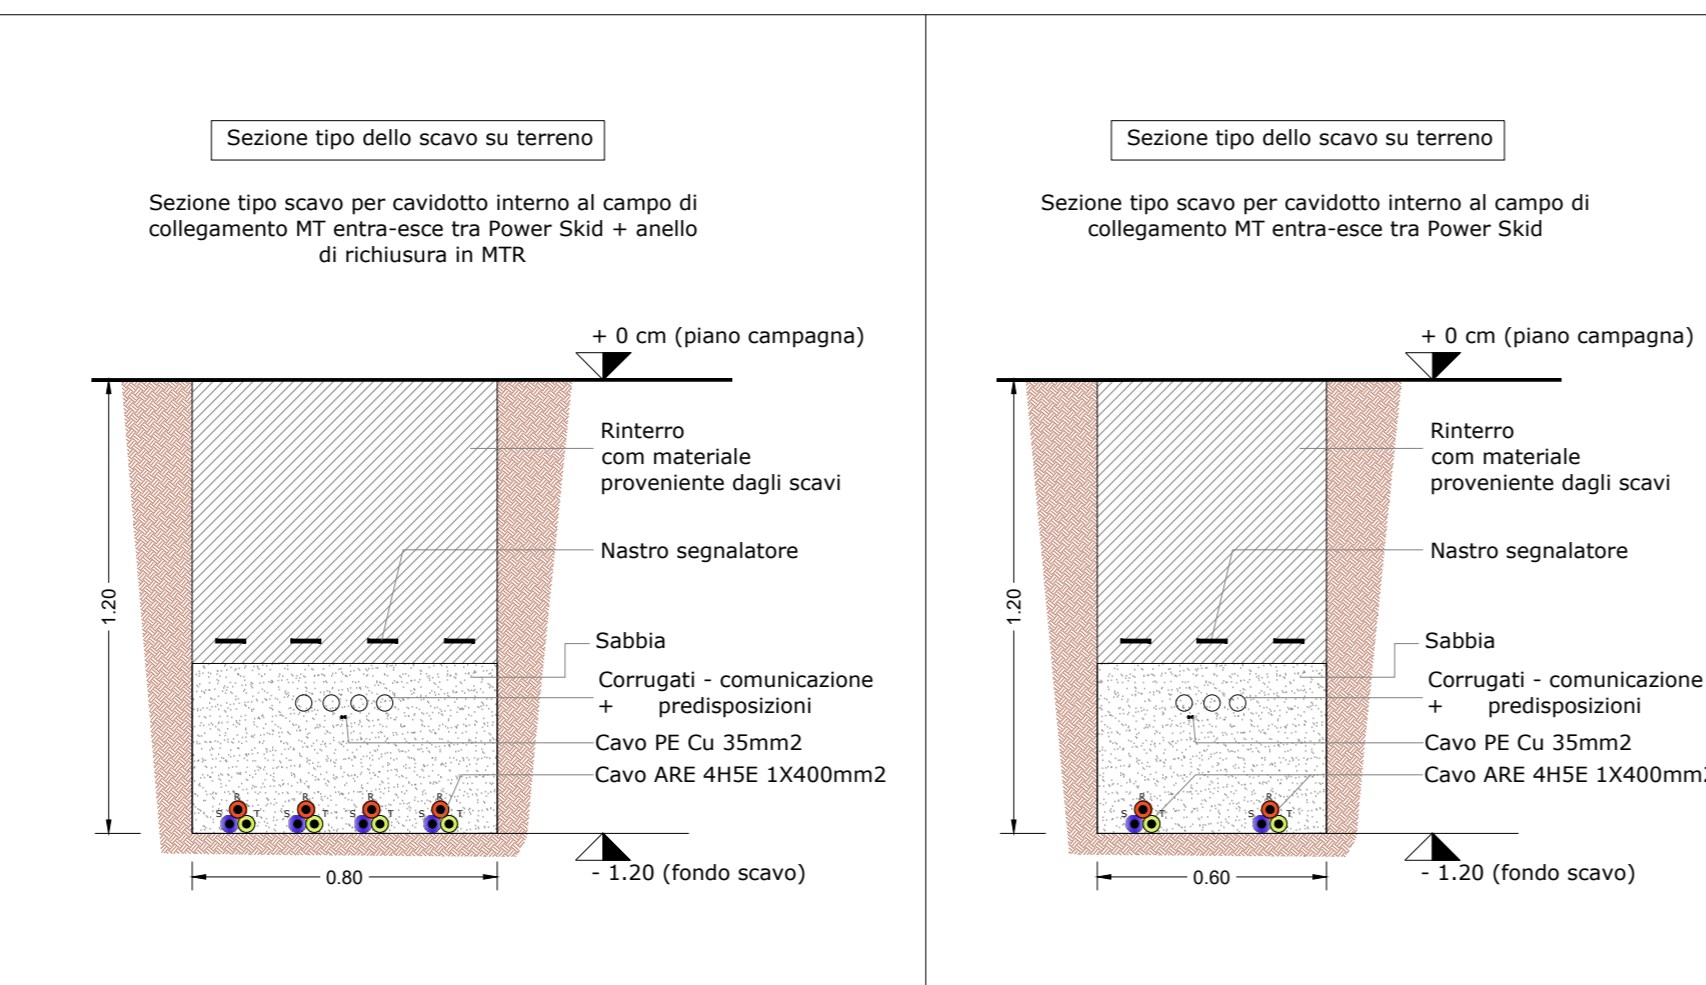 Sezione tipo dello scavo su terreno
Sezione tipo scavo per cavidotto interno al campo di
collegamento MT entra-esce tra Power Skid + anello
di richiusura in MTR
+ 0 cm (piano campagna)
Rinterro
com materiale
proveniente dagli scavi
Nastro segnalatore
1.20
Sabbia
Corrugati - comunicazione
+ predisposizioni
Cavo PE Cu 35mm2
Cavo ARE 4H5E 1X400mm2
R R R R
S T S T S T S T
0.80
- 1.20 (fondo scavo)
Sezione tipo dello scavo su terreno
Sezione tipo scavo per cavidotto interno al campo di
collegamento MT entra-esce tra Power Skid
+ 0 cm (piano campagna)
Rinterro
com materiale
proveniente dagli scavi
Nastro segnalatore
1.20
Sabbia
Corrugati - comunicazione
+ predisposizioni
Cavo PE Cu 35mm2
Cavo ARE 4H5E 1X400mm2
R R
S T S T
0.60
- 1.20 (fondo scavo)